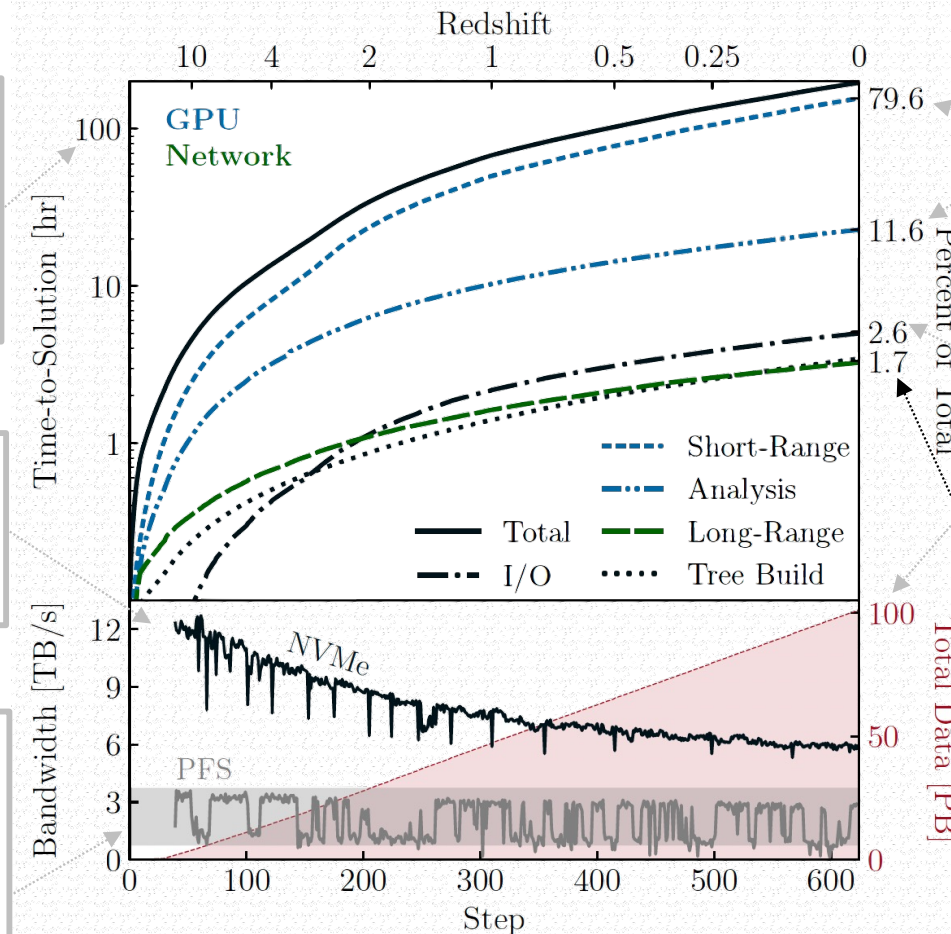 Redshift
10 4 2 1 0.5 0.25 0
GPU
Network
100
10
1
Time-to-Solution [hr]
79.6
11.6
2.6
1.7
Percent of Total
Short-Range
Analysis
Total
Long-Range
I/O
Tree Build
12
9
6
3
0
Bandwidth [TB/s]
NVMe
PFS
100
50
0
Total Data [PB]
0 100 200 300 400 500 600
Step